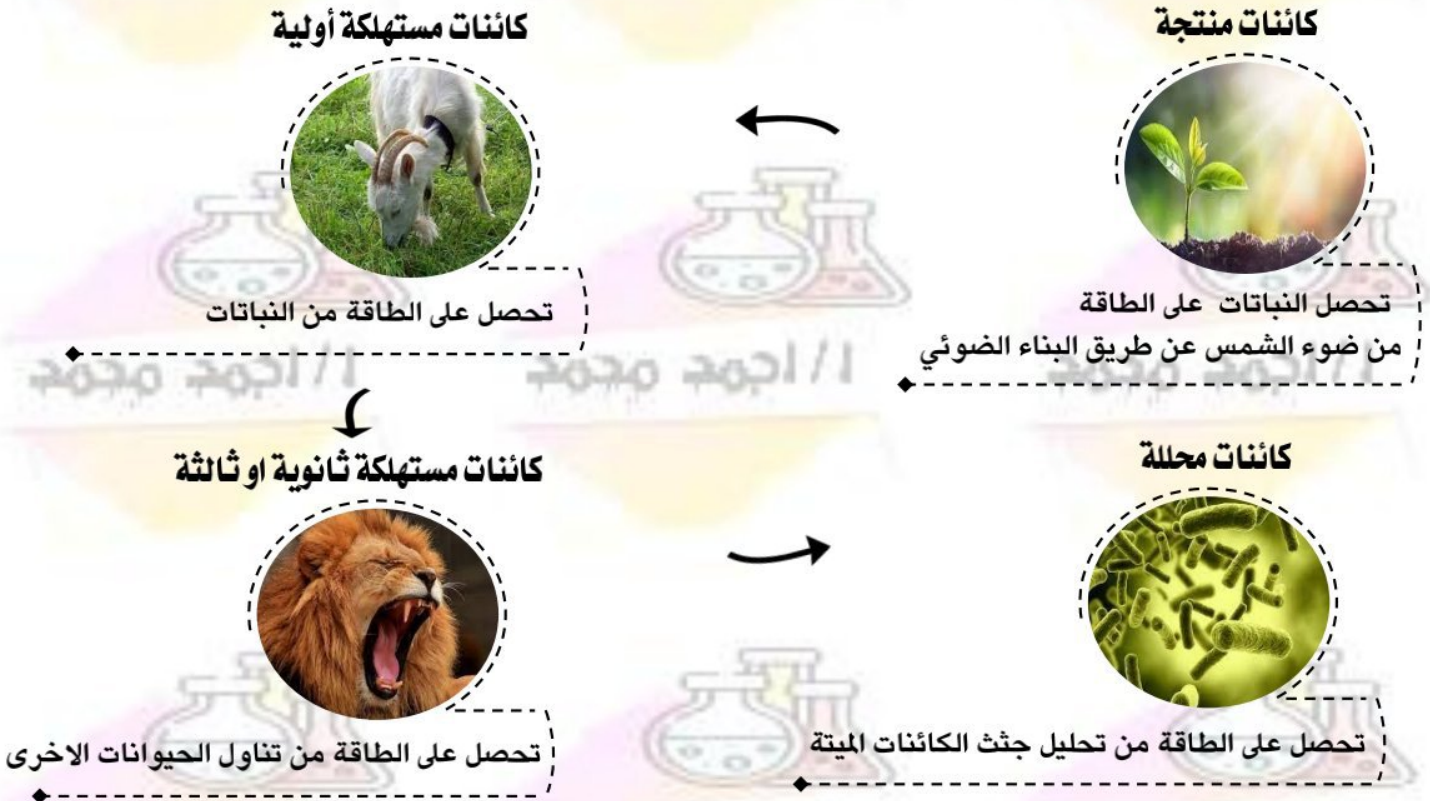 كائنات منتجة
تحصل النباتات على الطاقة
من ضوء الشمس عن طريق البناء الضوئي
كائنات مستهلكة أولية
تحصل على الطاقة من النباتات
كائنات مستهلكة ثانوية او ثالثة
تحصل على الطاقة من تناول الحيوانات الاخرى
كائنات محللة
تحصل على الطاقة من تحليل جثث الكائنات الميتة
ا/احمد محمد
ا/احمد محمد
ا/احمد محمد